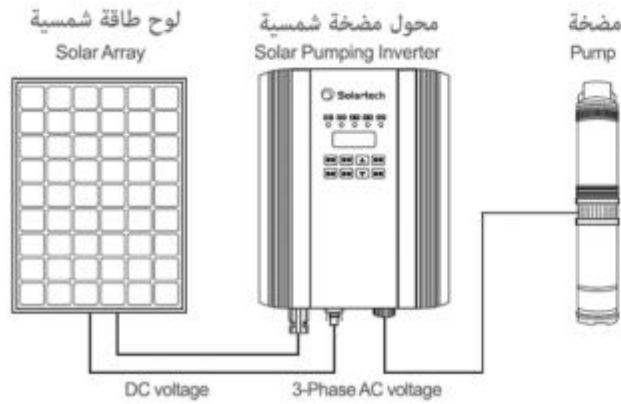 لوح طاقة شمسية
Solar Array
محول مضخة شمسية
Solar Pumping Inverter
مضخة
Pump
Solartech
DC voltage
3-Phase AC voltage